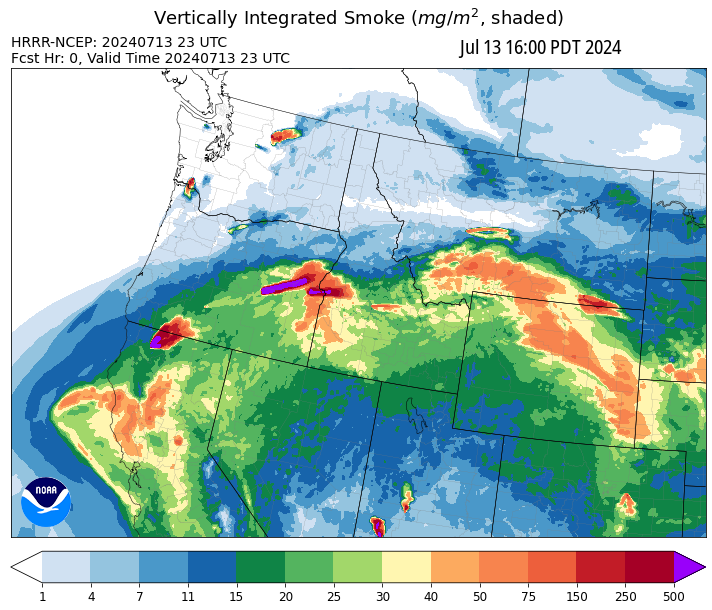 Vertically Integrated Smoke (mg/m², shaded)
HRRR-NCEP: 20240713 23 UTC
Jul 13 16:00 PDT 2024
Fcst Hr: 0, Valid Time 20240713 23 UTC
NOAA
1 4 7 11 15 20 25 30 40 50 75 150 250 500